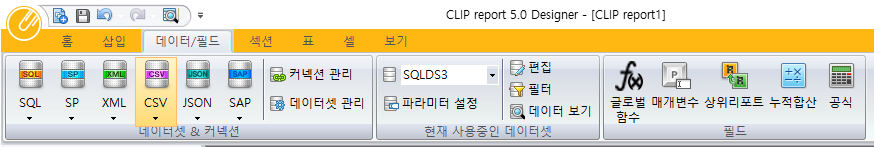 CLIP report 5.0 Designer - [CLIP report1]
홈 삽입 데이터/필드 섹션 표 셀 보기
SQL SP XML CSV JSON SAP
SQL SP XML CSV JSON SAP
커넥션 관리
데이터셋 관리
데이터셋 & 커넥션
SQLDS3
파라미터 설정
편집
필터
데이터 보기
현재 사용중인 데이터셋
글로벌 함수
매개변수
상위리포트
누적합산
공식
필드